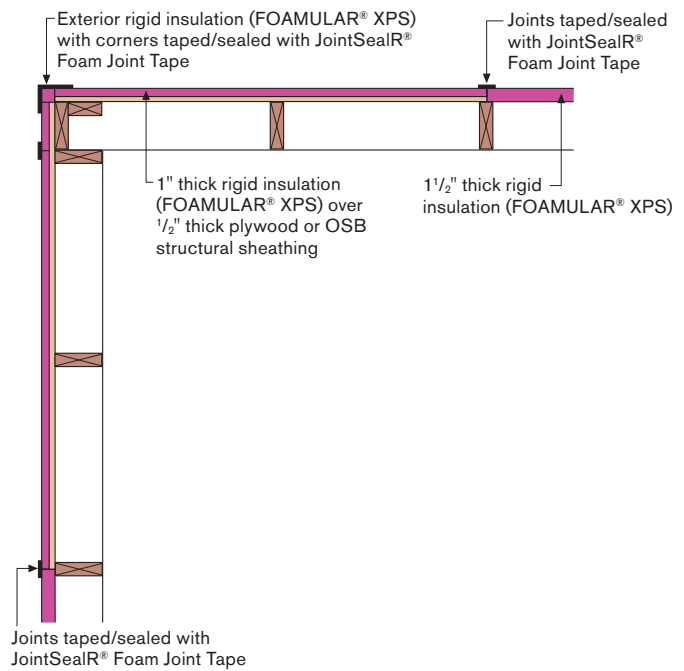 Exterior rigid insulation (FOAMULAR® XPS)
with corners taped/sealed with JointSealR®
Foam Joint Tape
Joints taped/sealed
with JointSealR®
Foam Joint Tape
1" thick rigid insulation
(FOAMULAR® XPS) over
1/2" thick plywood or OSB
structural sheathing
1 1/2" thick rigid
insulation (FOAMULAR® XPS)
Joints taped/sealed with
JointSealR® Foam Joint Tape